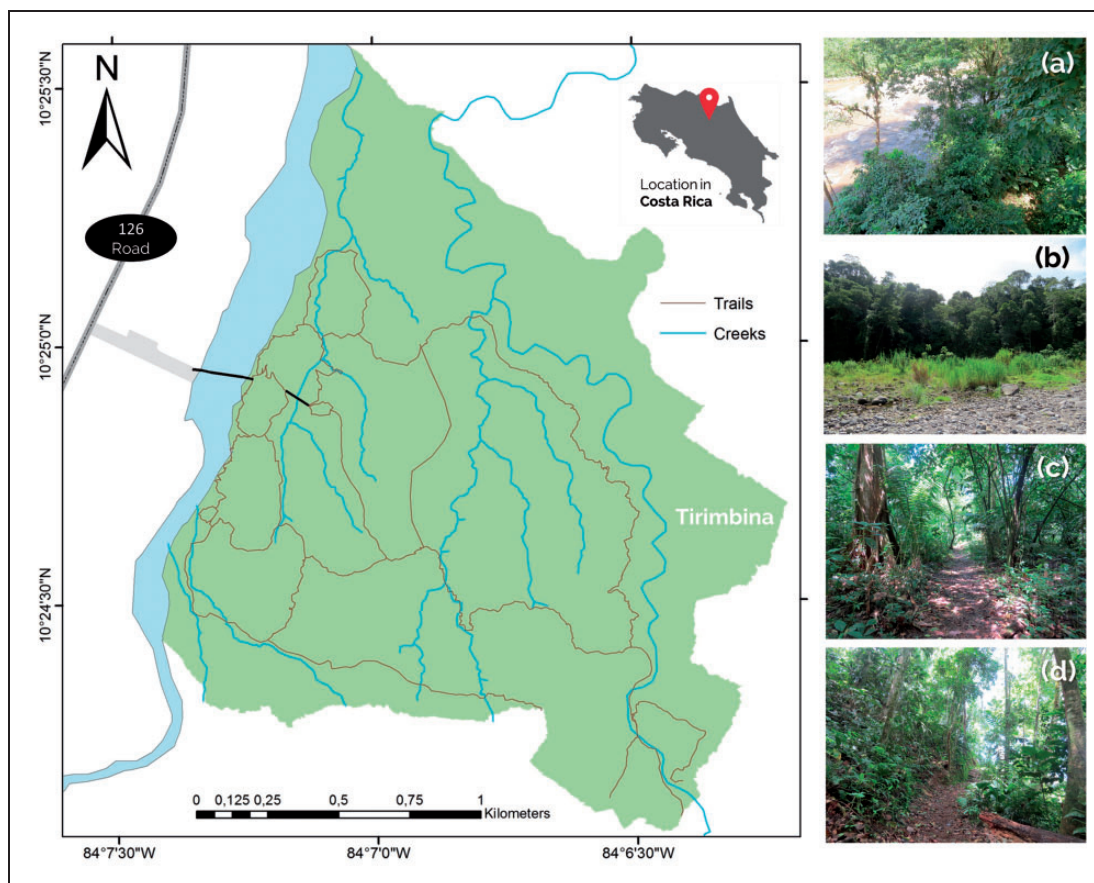 N
126
Road
10°25'30"N
10°25'0"N
10°24'30"N
Location in
Costa Rica
Trails
Creeks
Tirimbina
0 0,125 0,25 0,5 0,75 1
Kilometers
84°7'30"W
84°7'0"W
84°6'30"W
(a)
(b)
(c)
(d)